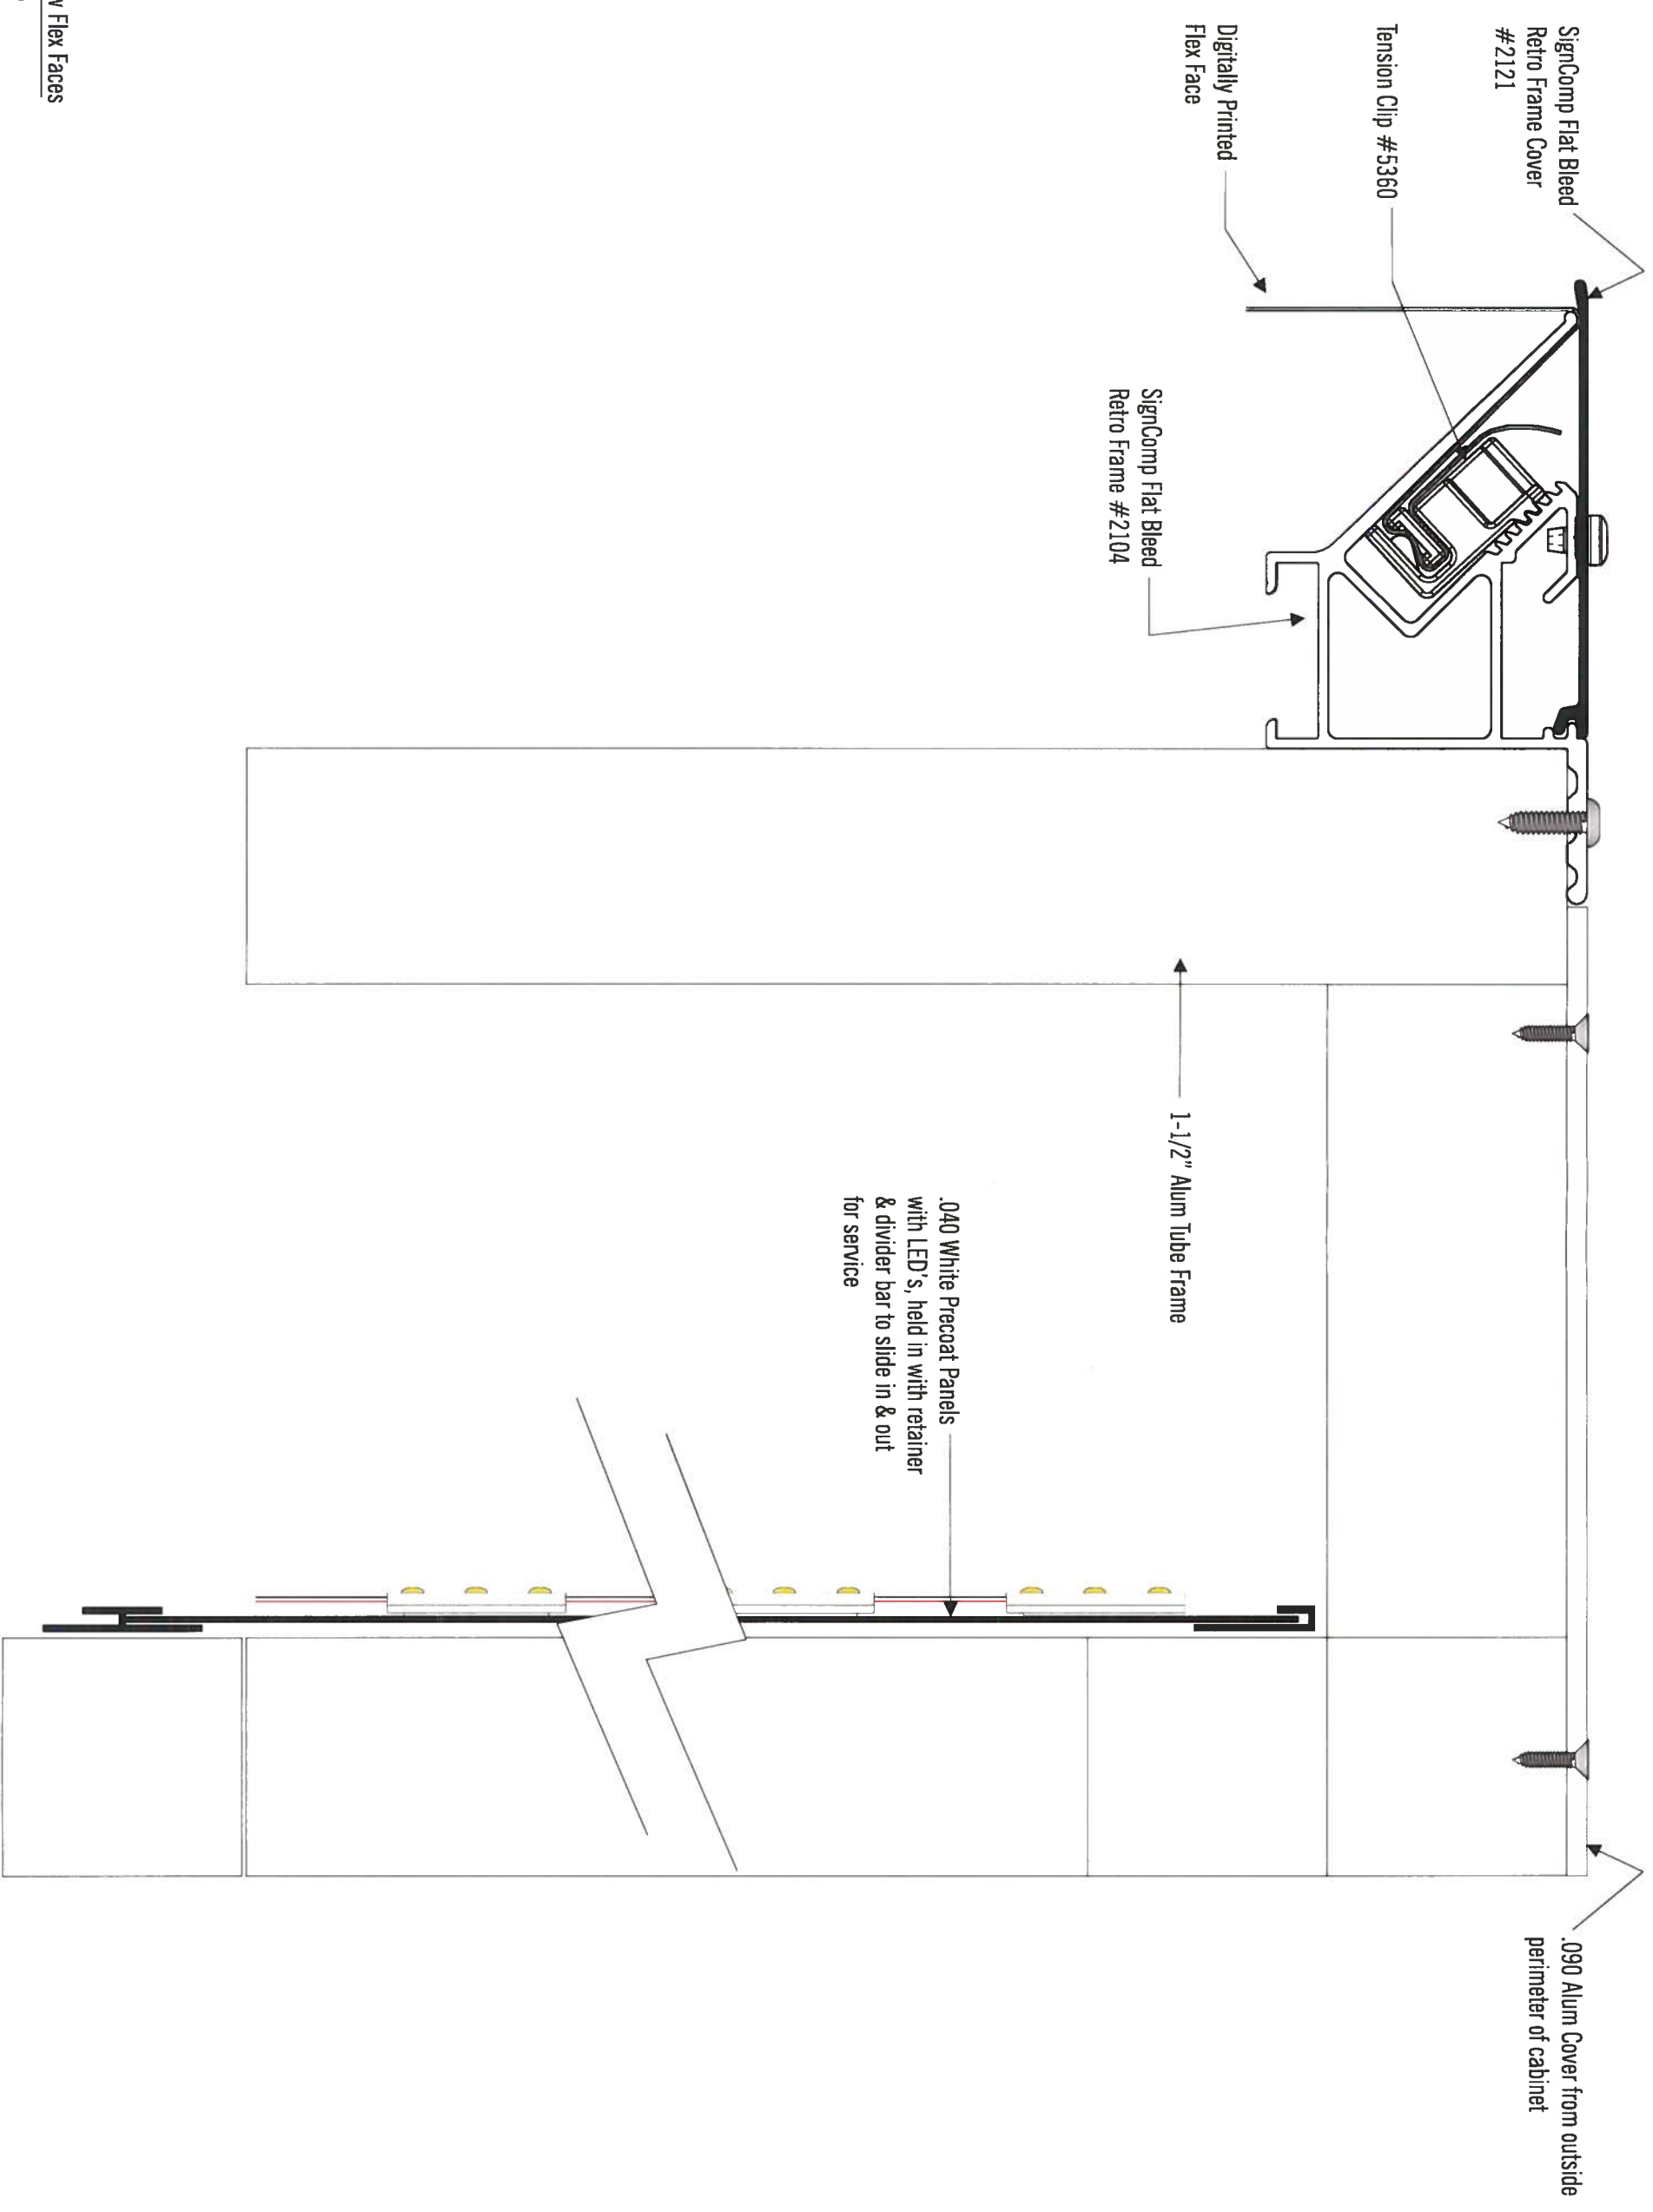 SignComp Flat Bleed
Retro Frame Cover
#2121
Tension Clip #5360
Digitally Printed
Flex Face
SignComp Flat Bleed
Retro Frame #2104
1-1/2" Alum Tube Frame
.040 White Precoat Panels
with LED's, held in with retainer
& divider bar to slide in & out
for service
.090 Alum Cover from outside
perimeter of cabinet
Flex Faces